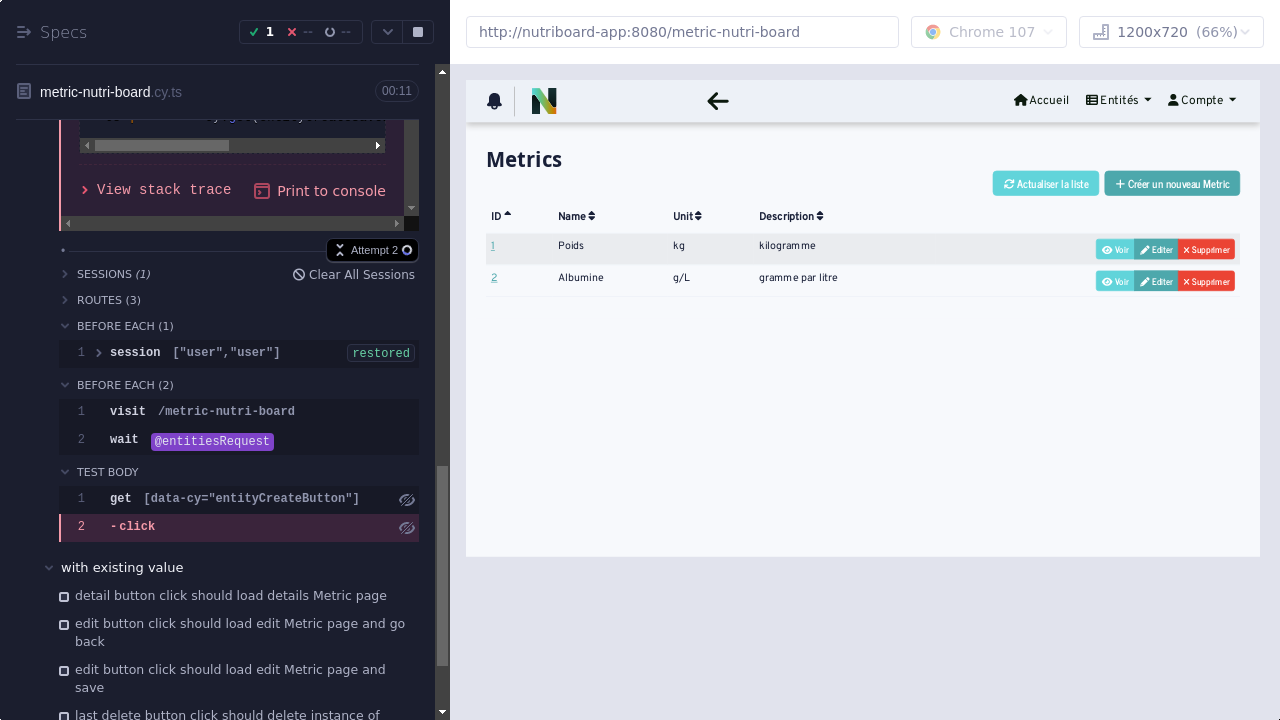 Specs
1
--
--
metric-nutri-board.cy.ts
00:11
View stack trace
Print to console
Attempt 2
SESSIONS (1)
Clear All Sessions
ROUTES (3)
BEFORE EACH (1)
1 session ["user","user"] restored
BEFORE EACH (2)
1 visit /metric-nutri-board
2 wait @entitiesRequest
TEST BODY
1 get [data-cy="entityCreateButton"]
2 -click
with existing value
detail button click should load details Metric page
edit button click should load edit Metric page and go
back
edit button click should load edit Metric page and
save
last delete button click should delete instance of
http://nutriboard-app:8080/metric-nutri-board
Chrome 107
1200x720 (66%)
N
Accueil
Entités
Compte
Metrics
Actualiser la liste
Créer un nouveau Metric
ID Name Unit Description
1 Poids kg kilogramme Voir Editer Supprimer
2 Albumine g/L gramme par litre Voir Editer Supprimer